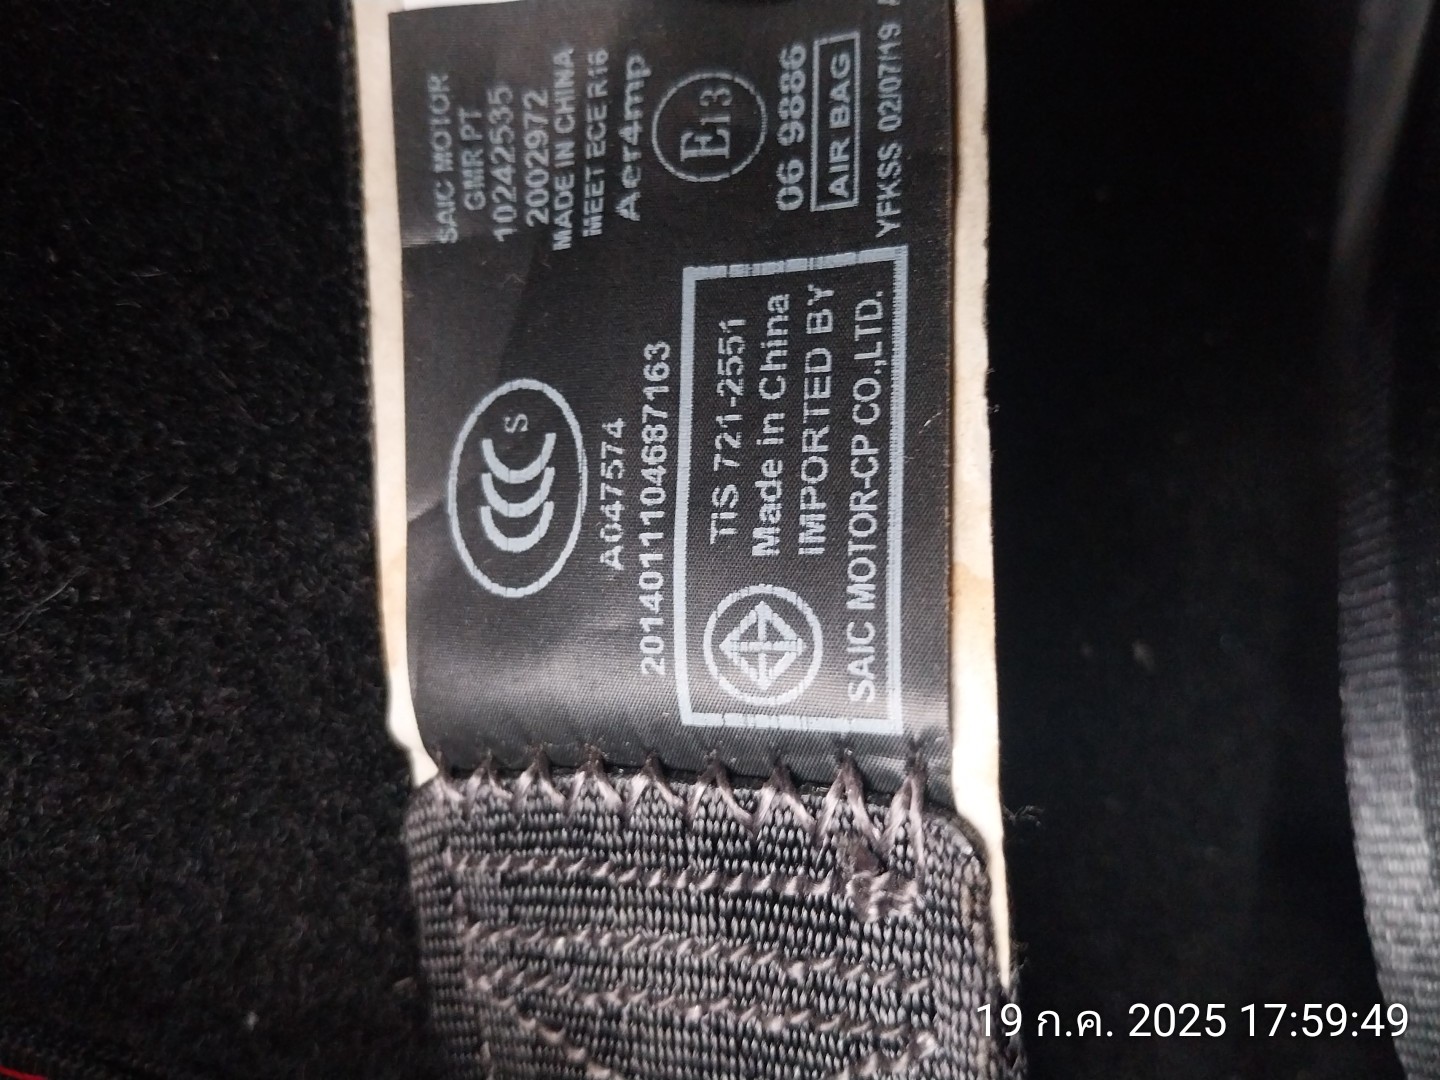 SAIC MOTOR
GMR PT
10242535
2002972
MADE IN CHINA
MEET ECE R16
Aer4mp
E13
06 9886
AIR BAG
YFKSS 02/07/19
CCC S
A047574
2014011104687163
TiS 721-2551
Made in China
IMPORTED BY
SAIC MOTOR-CP CO.,LTD.
19 ก.ค. 2025 17:59:49